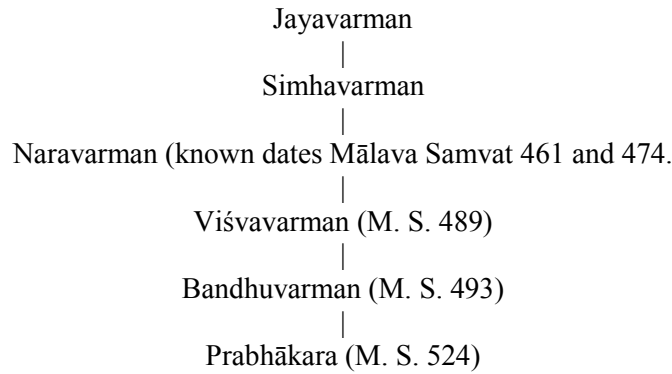 Jayavarman
|
Simhavarman
|
Naravarman (known dates Mālava Samvat 461 and 474.
|
Viśvavarman (M. S. 489)
|
Bandhuvarman (M. S. 493)
|
Prabhākara (M. S. 524)